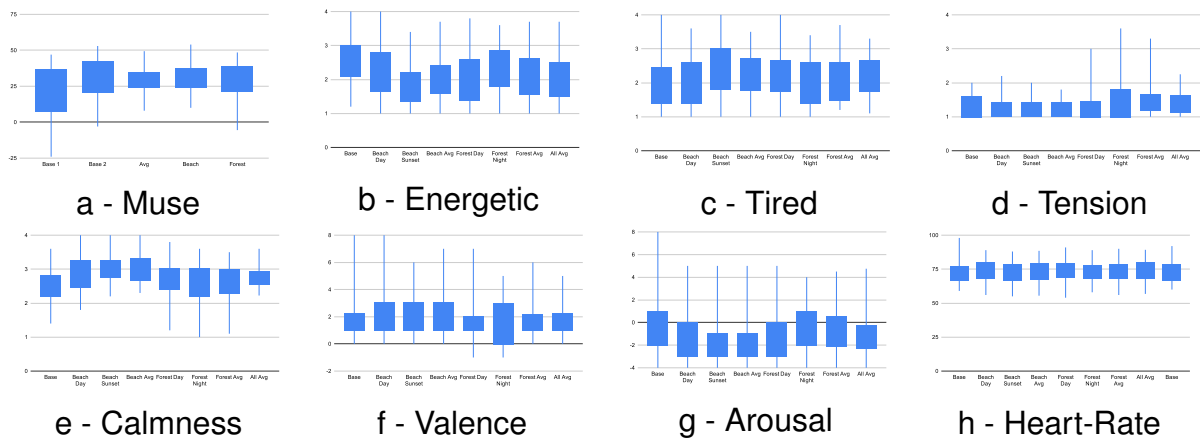 75
50
25
0
-25
Base 1 Base 2 Avg Beach Forest
a - Muse
4
3
2
1
0
Base Beach Day Beach Sunset Beach Avg Forest Day Forest Night Forest Avg All Avg
b - Energetic
4
3
2
1
0
Base Beach Day Beach Sunset Beach Avg Forest Day Forest Night Forest Avg All Avg
c - Tired
4
3
2
1
0
Base Beach Day Beach Sunset Beach Avg Forest Day Forest Night Forest Avg All Avg
d - Tension
4
3
2
1
0
Base Beach Day Beach Sunset Beach Avg Forest Day Forest Night Forest Avg All Avg
e - Calmness
8
6
4
2
0
-2
Base Beach Day Beach Sunset Beach Avg Forest Day Forest Night Forest Avg All Avg
f - Valence
8
6
4
2
0
-2
-4
Base Beach Day Beach Sunset Beach Avg Forest Day Forest Night Forest Avg All Avg
g - Arousal
100
75
50
25
0
Base Beach Day Beach Sunset Beach Avg Forest Day Forest Night Forest Avg All Avg Base
h - Heart-Rate